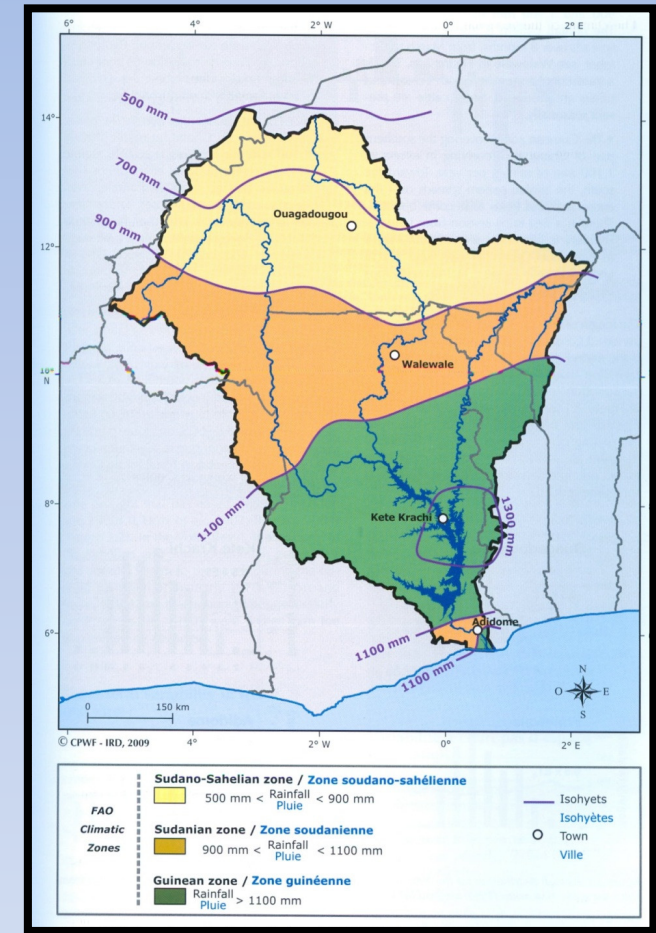 6°
4°
2° W
0°
2° E
500 mm
14°
700 mm
Ouagadougou
900 mm
12°
Walewale
10°
N
8°
1100 mm
Kete Krachi
1300 mm
Adidome
6°
1100 mm
1100 mm
N
O
E
S
0
150 km
© CPWF - IRD, 2009
4°
2° W
0°
2° E
FAO
Climatic
Zones
Sudano-Sahelian zone / Zone soudano-sahélienne
500 mm < Rainfall < 900 mm
Pluie
Sudanian zone / Zone soudanienne
900 mm < Rainfall < 1100 mm
Pluie
Guinean zone / Zone guinéenne
Rainfall > 1100 mm
Pluie
Isohyets
Isohyètes
Town
Ville